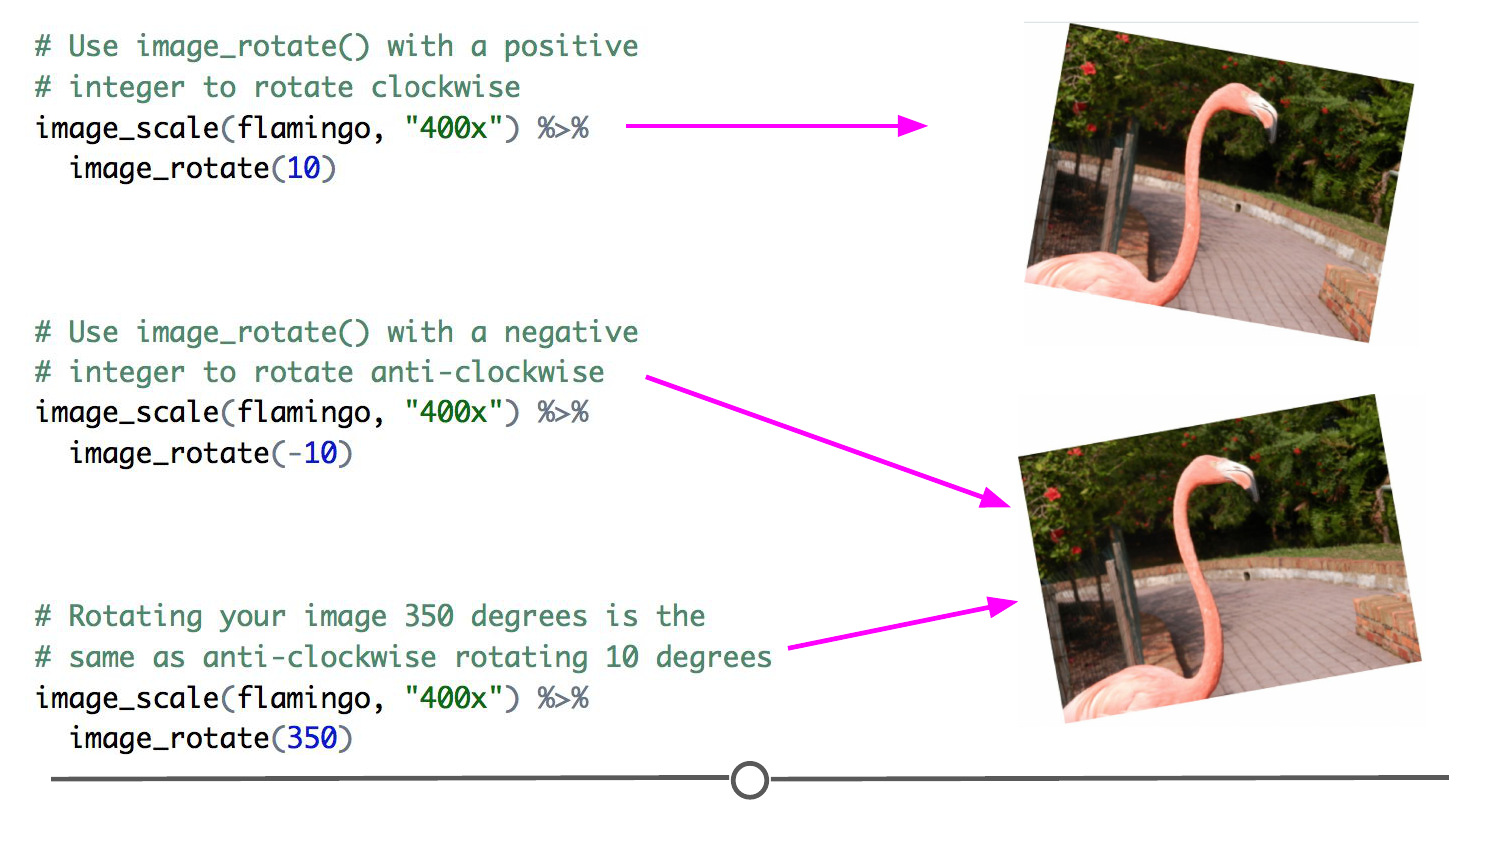 # Use image_rotate() with a positive
# integer to rotate clockwise
image_scale(flamingo, "400x") %>%
  image_rotate(10)
# Use image_rotate() with a negative
# integer to rotate anti-clockwise
image_scale(flamingo, "400x") %>%
  image_rotate(-10)
# Rotating your image 350 degrees is the
# same as anti-clockwise rotating 10 degrees
image_scale(flamingo, "400x") %>%
  image_rotate(350)